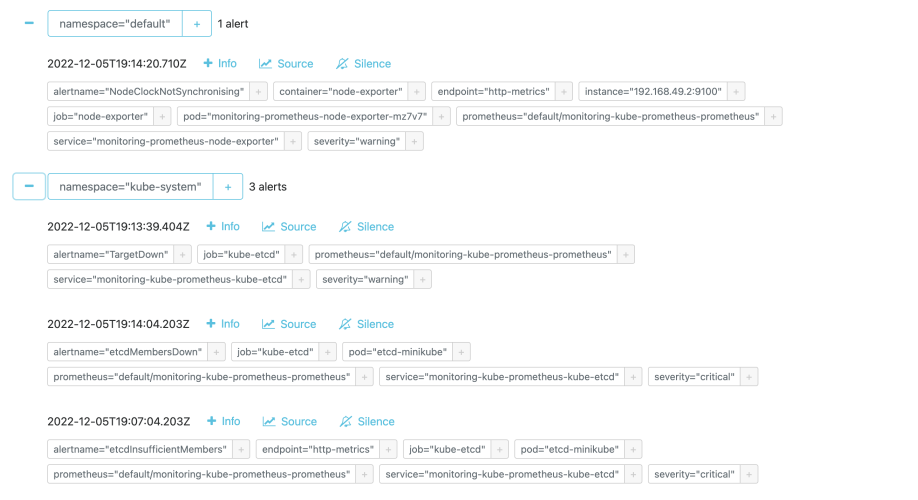 − namespace="default" + 1 alert
2022-12-05T19:14:20.710Z + Info Source Silence
alertname="NodeClockNotSynchronising" + container="node-exporter" + endpoint="http-metrics" + instance="192.168.49.2:9100" +
job="node-exporter" + pod="monitoring-prometheus-node-exporter-mz7v7" + prometheus="default/monitoring-kube-prometheus-prometheus" +
service="monitoring-prometheus-node-exporter" + severity="warning" +
− namespace="kube-system" + 3 alerts
2022-12-05T19:13:39.404Z + Info Source Silence
alertname="TargetDown" + job="kube-etcd" + prometheus="default/monitoring-kube-prometheus-prometheus" +
service="monitoring-kube-prometheus-kube-etcd" + severity="warning" +
2022-12-05T19:14:04.203Z + Info Source Silence
alertname="etcdMembersDown" + job="kube-etcd" + pod="etcd-minikube" +
prometheus="default/monitoring-kube-prometheus-prometheus" + service="monitoring-kube-prometheus-kube-etcd" + severity="critical" +
2022-12-05T19:07:04.203Z + Info Source Silence
alertname="etcdInsufficientMembers" + endpoint="http-metrics" + job="kube-etcd" + pod="etcd-minikube" +
prometheus="default/monitoring-kube-prometheus-prometheus" + service="monitoring-kube-prometheus-kube-etcd" + severity="critical" +